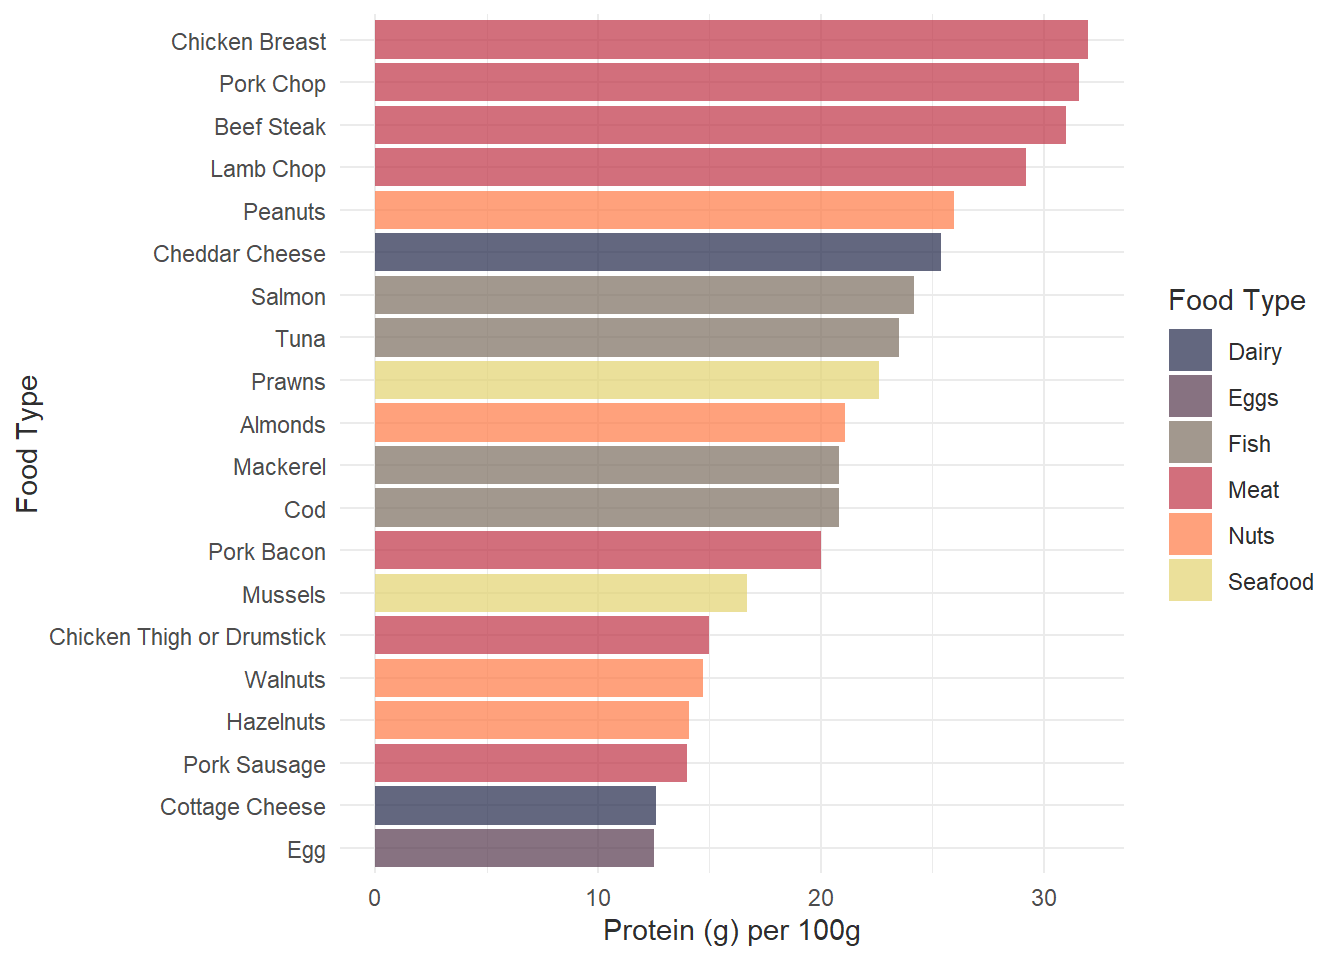 Chicken Breast
Pork Chop
Beef Steak
Lamb Chop
Peanuts
Cheddar Cheese
Salmon
Tuna
Prawns
Almonds
Mackerel
Cod
Pork Bacon
Mussels
Chicken Thigh or Drumstick
Walnuts
Hazelnuts
Pork Sausage
Cottage Cheese
Egg
Food Type
0 10 20 30
Protein (g) per 100g
Food Type
Dairy
Eggs
Fish
Meat
Nuts
Seafood